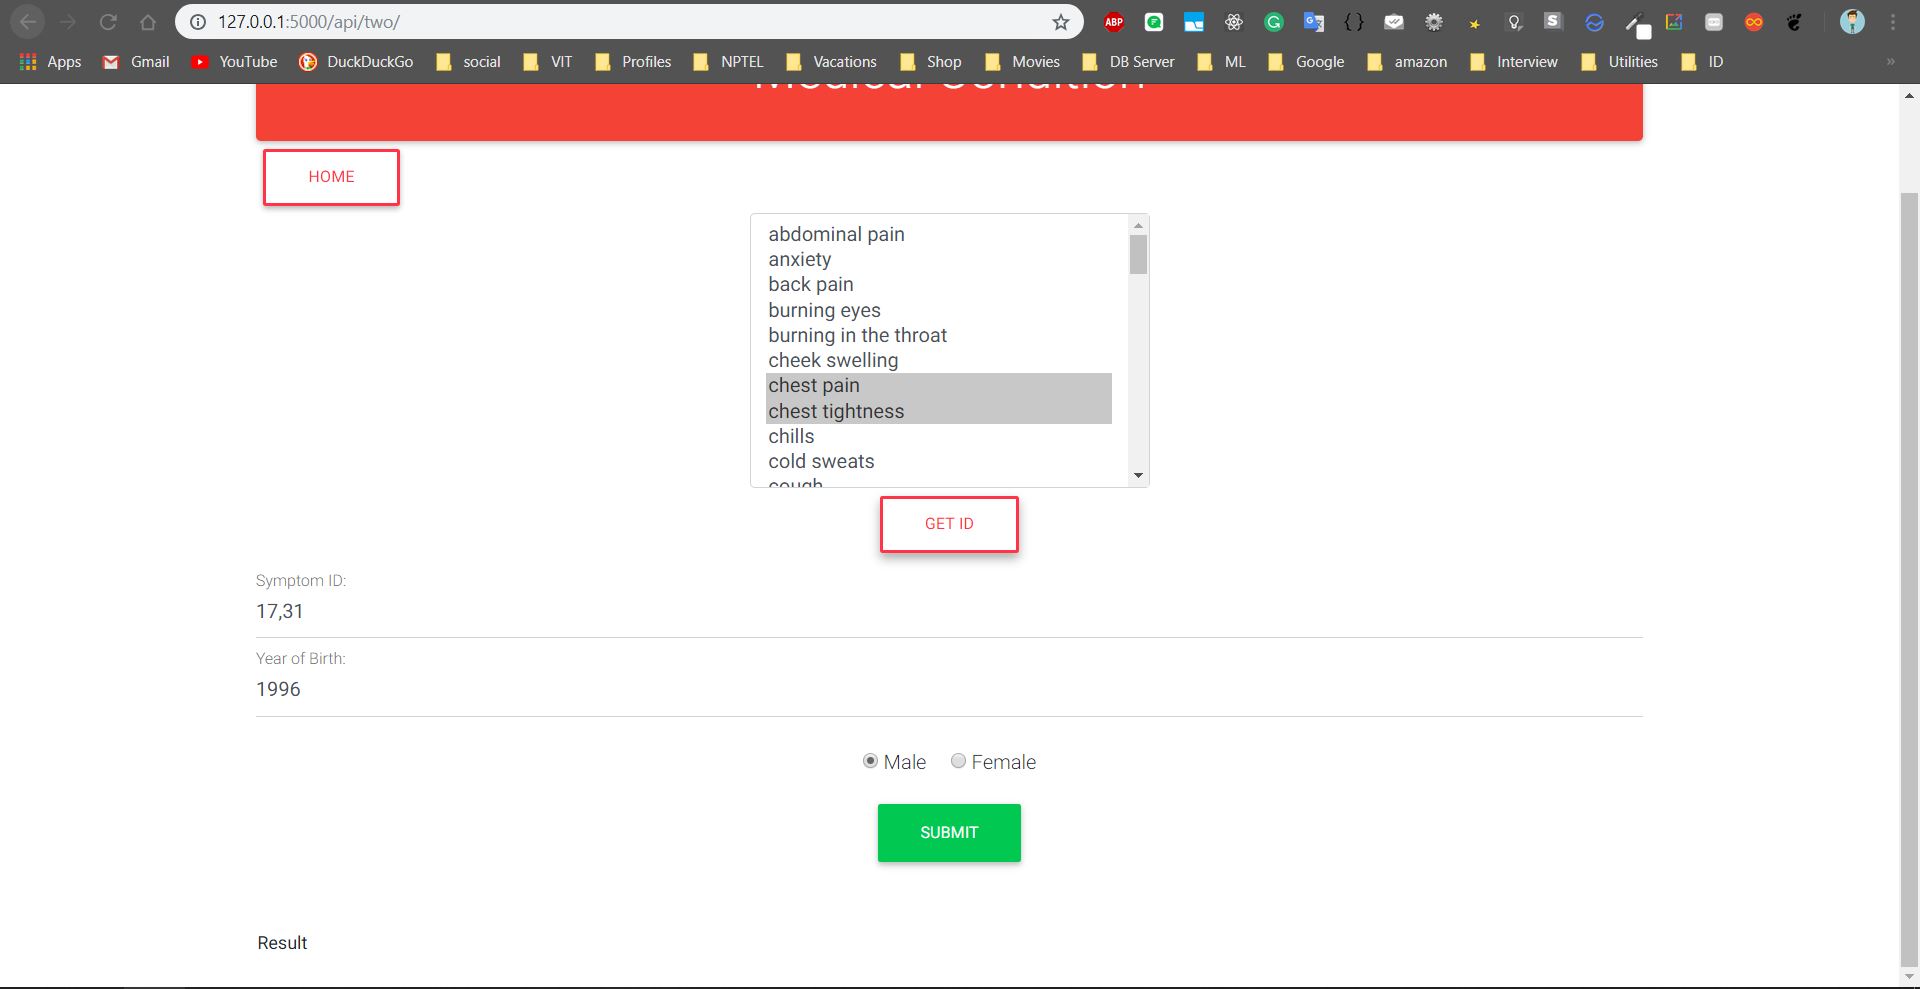 127.0.0.1:5000/api/two/
ABP
G
{}
S
Apps Gmail YouTube DuckDuckGo social VIT Profiles NPTEL Vacations Shop Movies DB Server ML Google amazon Interview Utilities ID »
Medical Condition
HOME
abdominal pain
anxiety
back pain
burning eyes
burning in the throat
cheek swelling
chest pain
chest tightness
chills
cold sweats
cough
GET ID
Symptom ID:
17,31
Year of Birth:
1996
Male Female
SUBMIT
Result